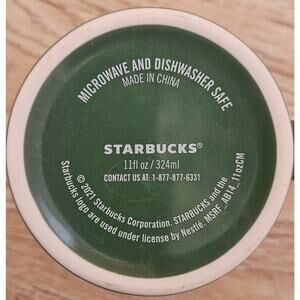 MICROWAVE AND DISHWASHER SAFE
MADE IN CHINA
STARBUCKS®
11fl oz / 324ml
CONTACT US AT: 1-877-877-6331
© 2021 Starbucks Corporation. STARBUCKS and the
Starbucks logo are used under license by Nestlé. MSRF_AB14_11ozCM